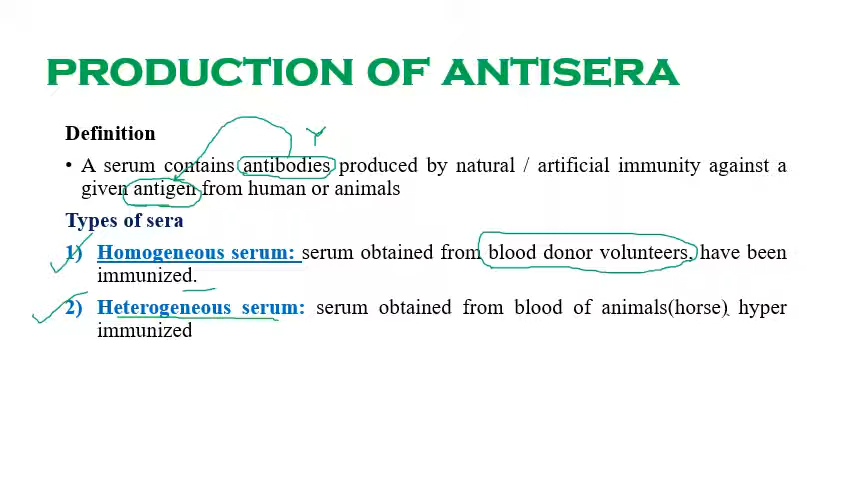 PRODUCTION OF ANTISERA
Definition
• A serum contains antibodies produced by natural / artificial immunity against a
given antigen from human or animals
Types of sera
1) Homogeneous serum: serum obtained from blood donor volunteers, have been
immunized.
2) Heterogeneous serum: serum obtained from blood of animals(horse) hyper
immunized